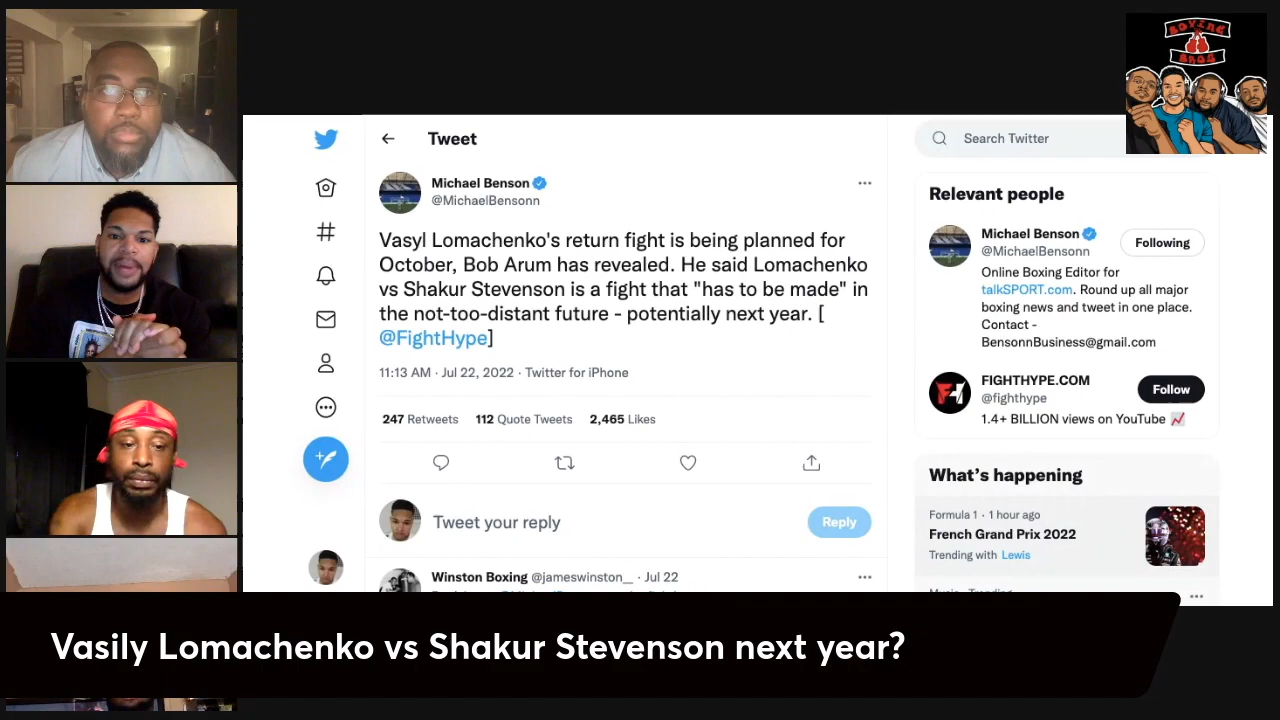 BOXING
BROS
Tweet
Search Twitter
Michael Benson
@MichaelBensonn
Vasyl Lomachenko's return fight is being planned for
October, Bob Arum has revealed. He said Lomachenko
vs Shakur Stevenson is a fight that "has to be made" in
the not-too-distant future - potentially next year. [
@FightHype]
11:13 AM · Jul 22, 2022 · Twitter for iPhone
247 Retweets 112 Quote Tweets 2,465 Likes
Tweet your reply
Reply
Winston Boxing @jameswinston__ · Jul 22
Relevant people
Michael Benson
@MichaelBensonn
Following
Online Boxing Editor for
talkSPORT.com. Round up all major
boxing news and tweet in one place.
Contact -
BensonnBusiness@gmail.com
FIGHTHYPE.COM
@fighthype
Follow
1.4+ BILLION views on YouTube
What's happening
Formula 1 · 1 hour ago
French Grand Prix 2022
Trending with Lewis
Vasily Lomachenko vs Shakur Stevenson next year?